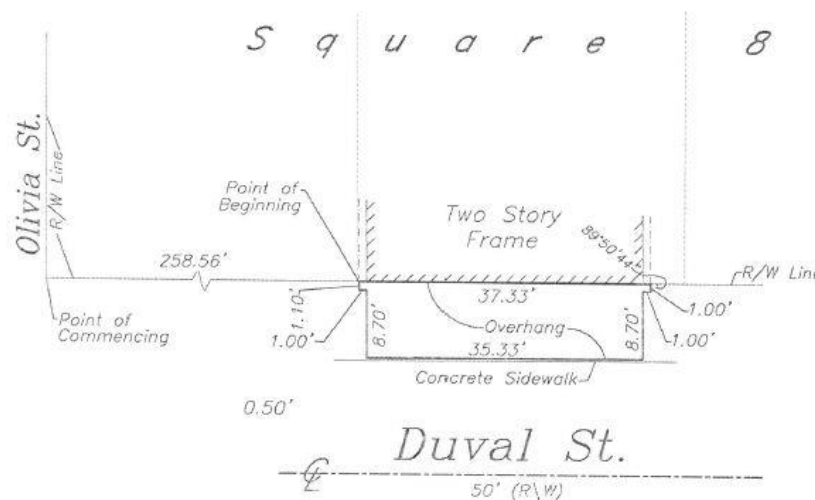 Square 8
Olivia St.
R/W Line
Point of
Beginning
Two Story
Frame
89°50'44"
258.56'
R/W Line
37.33'
1.00'
Point of
Commencing
1.10'
1.00'
8.70'
Overhang
8.70'
1.00'
35.33'
Concrete Sidewalk
0.50'
Duval St.
℄
50' (R\W)